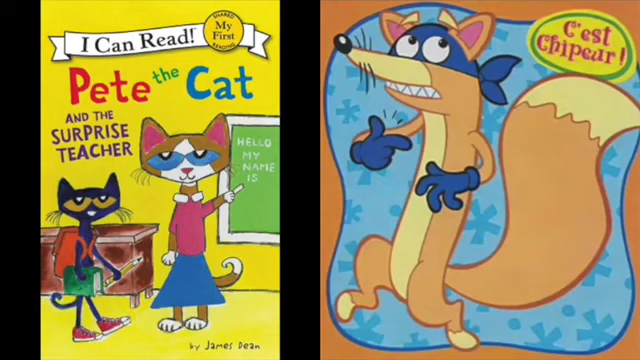 I Can Read!
SHARED
My
First
READING
Pete the Cat
AND THE
SURPRISE
TEACHER
HELLO
MY
NAME
IS
by James Dean
C'est
Chipeur!